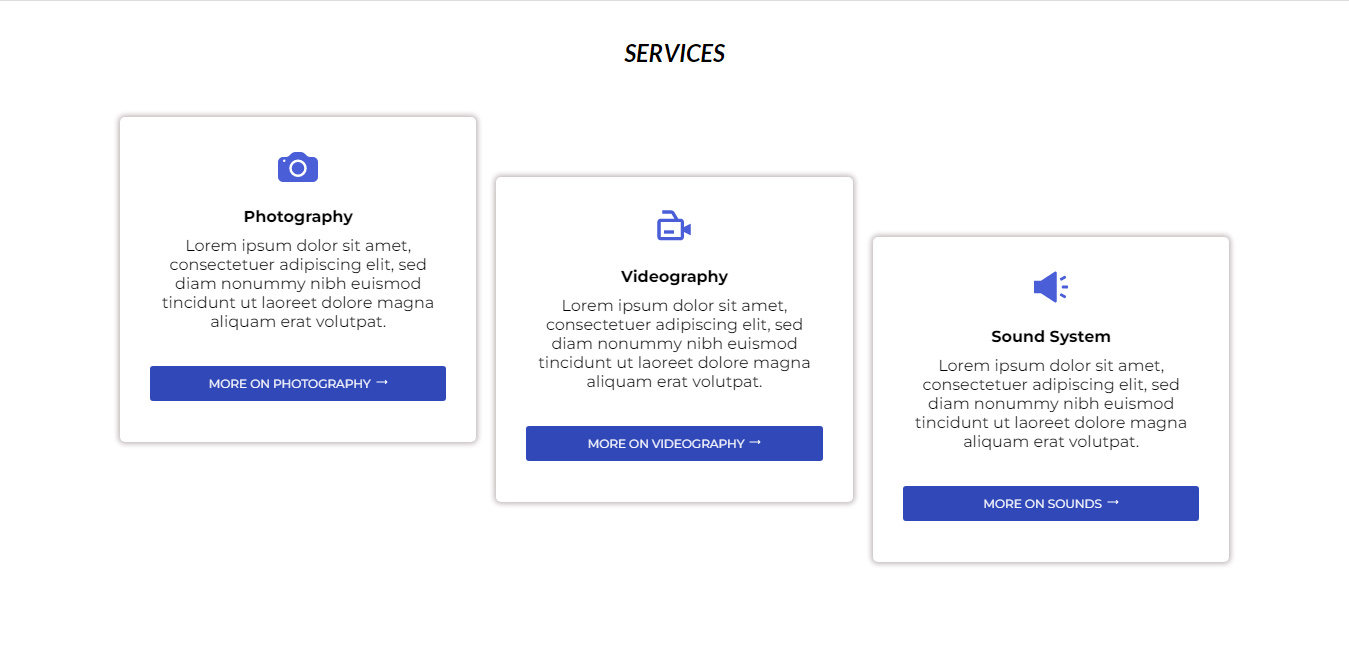 SERVICES
Photography
Lorem ipsum dolor sit amet,
consectetuer adipiscing elit, sed
diam nonummy nibh euismod
tincidunt ut laoreet dolore magna
aliquam erat volutpat.
MORE ON PHOTOGRAPHY →
Videography
Lorem ipsum dolor sit amet,
consectetuer adipiscing elit, sed
diam nonummy nibh euismod
tincidunt ut laoreet dolore magna
aliquam erat volutpat.
MORE ON VIDEOGRAPHY →
Sound System
Lorem ipsum dolor sit amet,
consectetuer adipiscing elit, sed
diam nonummy nibh euismod
tincidunt ut laoreet dolore magna
aliquam erat volutpat.
MORE ON SOUNDS →